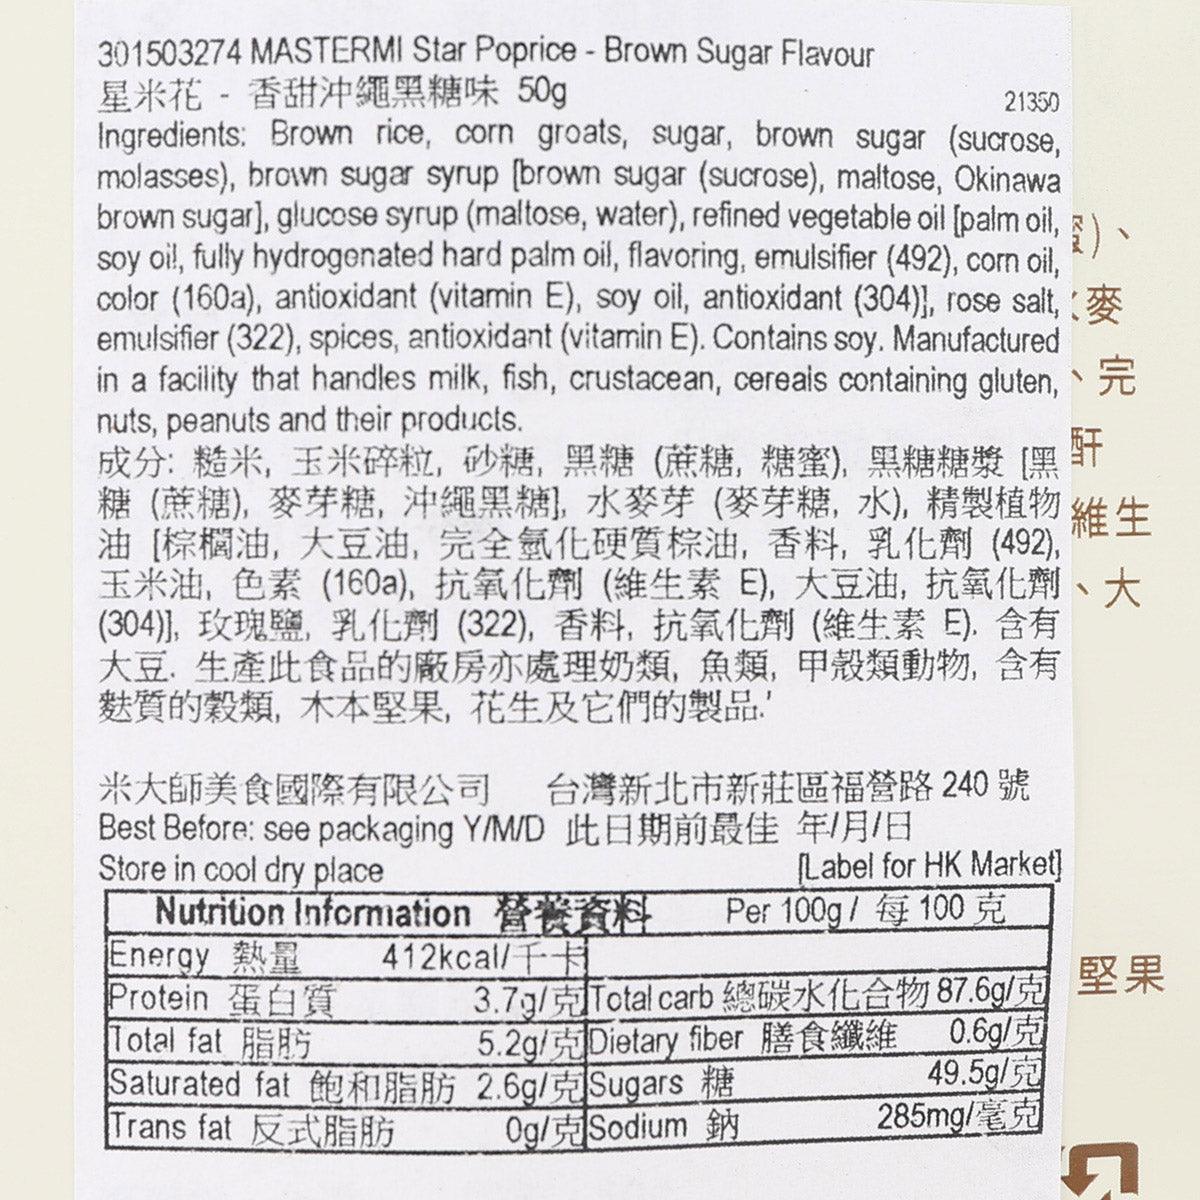 301503274 MASTERMI Star Poprice - Brown Sugar Flavour
星米花 - 香甜沖繩黑糖味 50g
21350
Ingredients: Brown rice, corn groats, sugar, brown sugar (sucrose,
molasses), brown sugar syrup [brown sugar (sucrose), maltose, Okinawa
brown sugar], glucose syrup (maltose, water), refined vegetable oil [palm oil,
soy oil, fully hydrogenated hard palm oil, flavoring, emulsifier (492), corn oil,
color (160a), antioxidant (vitamin E), soy oil, antioxidant (304)], rose salt,
emulsifier (322), spices, antioxidant (vitamin E). Contains soy. Manufactured
in a facility that handles milk, fish, crustacean, cereals containing gluten,
nuts, peanuts and their products.
成分: 糙米, 玉米碎粒, 砂糖, 黑糖 (蔗糖, 糖蜜), 黑糖糖漿 [黑
糖 (蔗糖), 麥芽糖, 沖繩黑糖], 水麥芽 (麥芽糖, 水), 精製植物
油 [棕櫚油, 大豆油, 完全氫化硬質棕油, 香料, 乳化劑 (492),
玉米油, 色素 (160a), 抗氧化劑 (維生素 E), 大豆油, 抗氧化劑
(304)], 玫瑰鹽, 乳化劑 (322), 香料, 抗氧化劑 (維生素 E). 含有
大豆. 生產此食品的廠房亦處理奶類, 魚類, 甲殼類動物, 含有
麩質的穀類, 木本堅果, 花生及它們的製品.'
米大師美食國際有限公司 台灣新北市新莊區福營路 240 號
Best Before: see packaging Y/M/D 此日期前最佳 年/月/日
Store in cool dry place [Label for HK Market]
Nutrition Information 營養資料 Per 100g / 每 100 克
Energy 熱量 412kcal/千卡
Protein 蛋白質 3.7g/克 Total carb 總碳水化合物 87.6g/克
Total fat 脂肪 5.2g/克 Dietary fiber 膳食纖維 0.6g/克
Saturated fat 飽和脂肪 2.6g/克 Sugars 糖 49.5g/克
Trans fat 反式脂肪 0g/克 Sodium 鈉 285mg/毫克
蜜)、
麥
、完
酐
維生
、大
堅果